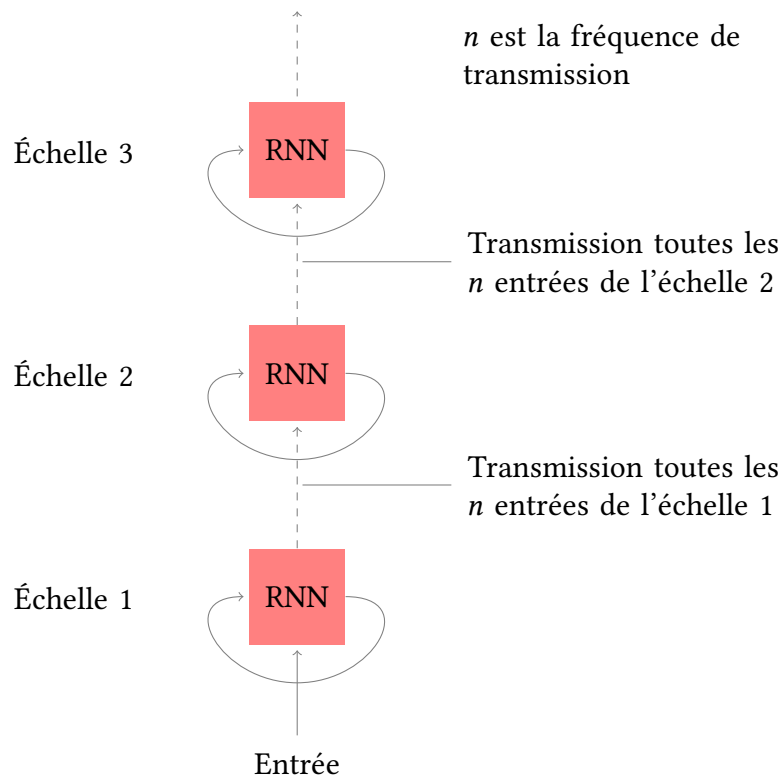 n est la fréquence de
transmission
Échelle 3
RNN
Transmission toutes les
n entrées de l'échelle 2
Échelle 2
RNN
Transmission toutes les
n entrées de l'échelle 1
Échelle 1
RNN
Entrée